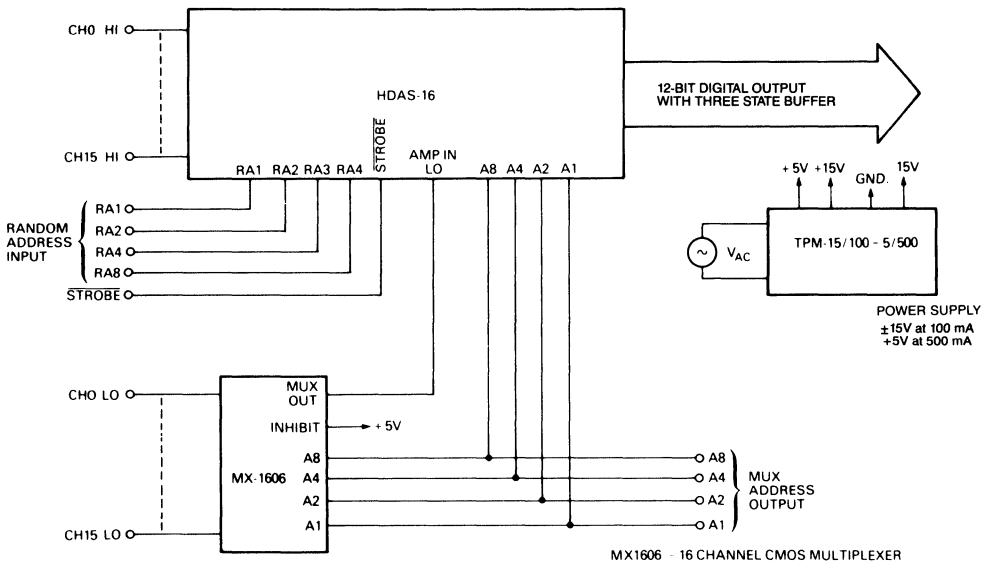 CH0 HI
HDAS-16
12-BIT DIGITAL OUTPUT
WITH THREE STATE BUFFER
CH15 HI
RA1 RA2 RA3 RA4 STROBE AMP IN LO A8 A4 A2 A1
RANDOM
ADDRESS
INPUT
RA1
RA2
RA4
RA8
STROBE
+5V +15V GND. 15V
VAC
TPM-15/100 - 5/500
POWER SUPPLY
±15V at 100 mA
+5V at 500 mA
CH0 LO
MUX
OUT
INHIBIT
+5V
MX-1606
A8
A4
A2
A1
CH15 LO
A8
A4
A2
A1
MUX
ADDRESS
OUTPUT
MX1606 - 16 CHANNEL CMOS MULTIPLEXER